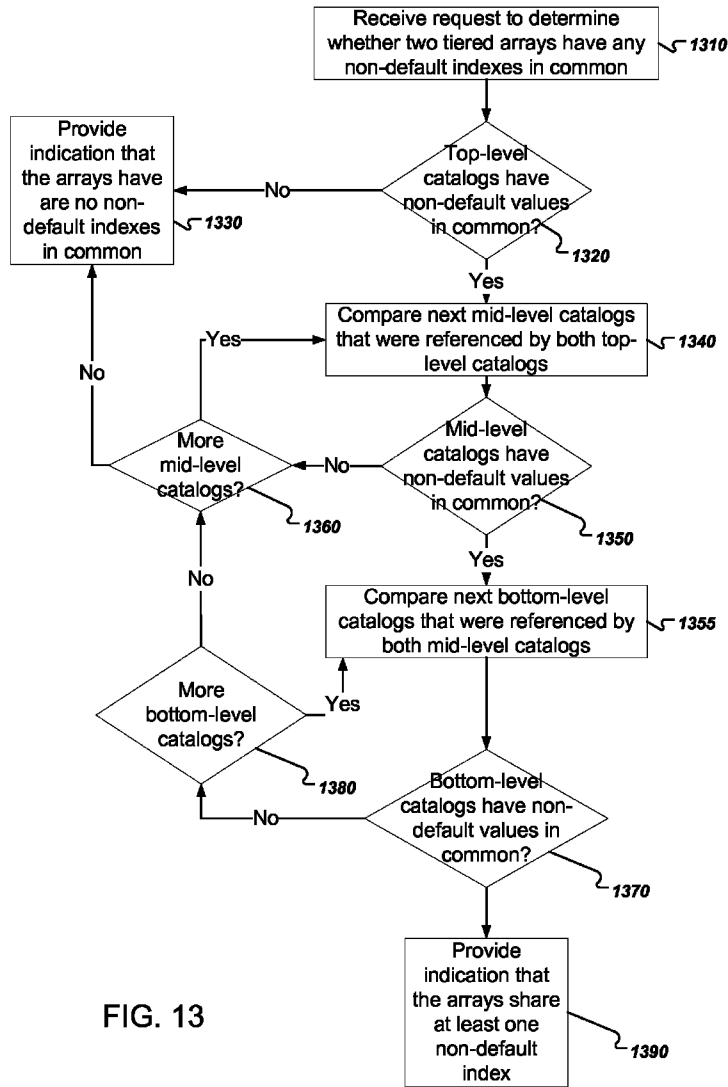 Receive request to determine
whether two tiered arrays have any
non-default indexes in common
1310
Provide
indication that
the arrays have
are no non-
default indexes
in common
1330
No
Top-level
catalogs have
non-default values
in common?
1320
Yes
Compare next mid-level catalogs
that were referenced by both top-
level catalogs
1340
Yes
No
More
mid-level
catalogs?
1360
No
Mid-level
catalogs have
non-default values
in common?
1350
Yes
No
Compare next bottom-level
catalogs that were referenced by
both mid-level catalogs
1355
More
bottom-level
catalogs?
1380
Yes
No
Bottom-level
catalogs have non-
default values in
common?
1370
Provide
indication that
the arrays share
at least one
non-default
index
1390
FIG. 13